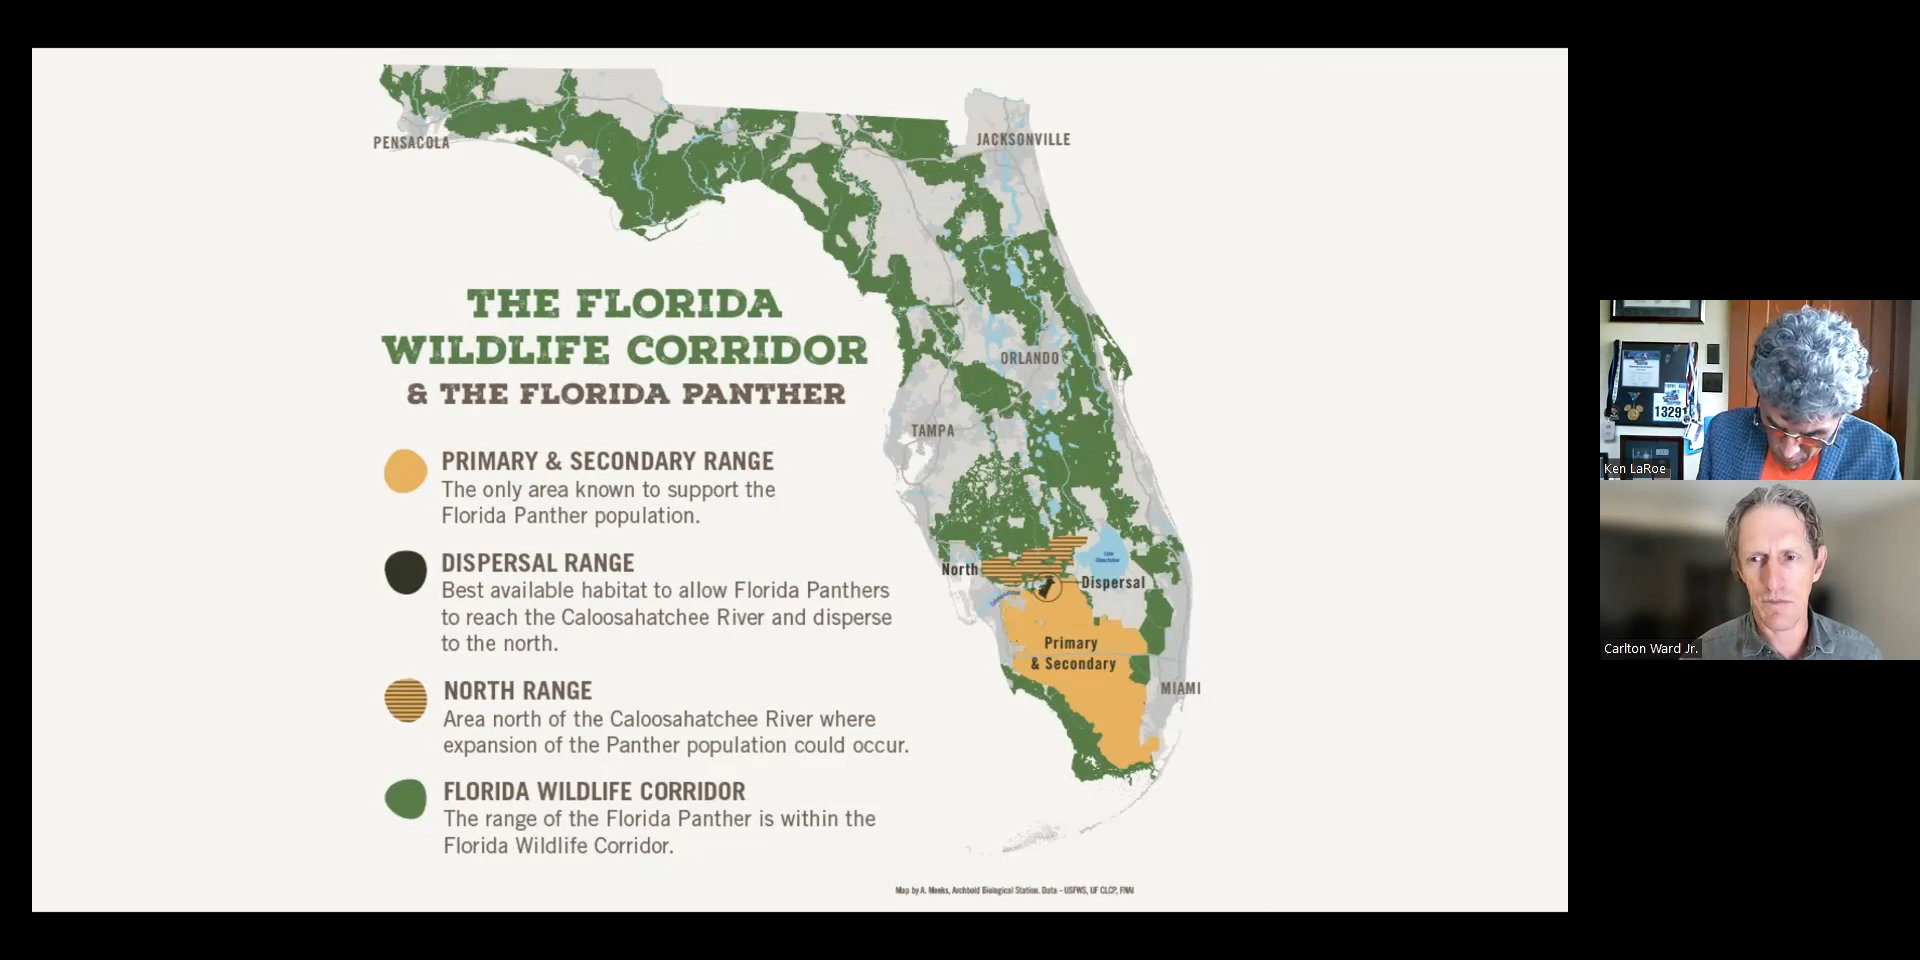 PENSACOLA
JACKSONVILLE
THE FLORIDA
WILDLIFE CORRIDOR
& THE FLORIDA PANTHER
ORLANDO
TAMPA
PRIMARY & SECONDARY RANGE
The only area known to support the
Florida Panther population.
DISPERSAL RANGE
Best available habitat to allow Florida Panthers
to reach the Caloosahatchee River and disperse
to the north.
NORTH RANGE
Area north of the Caloosahatchee River where
expansion of the Panther population could occur.
FLORIDA WILDLIFE CORRIDOR
The range of the Florida Panther is within the
Florida Wildlife Corridor.
North
Dispersal
Primary
& Secondary
MIAMI
Map by A. Meeks, Archbold Biological Station. Data - USFWS, UF CLCP, FNAI
13291
Ken LaRoe
Carlton Ward Jr.